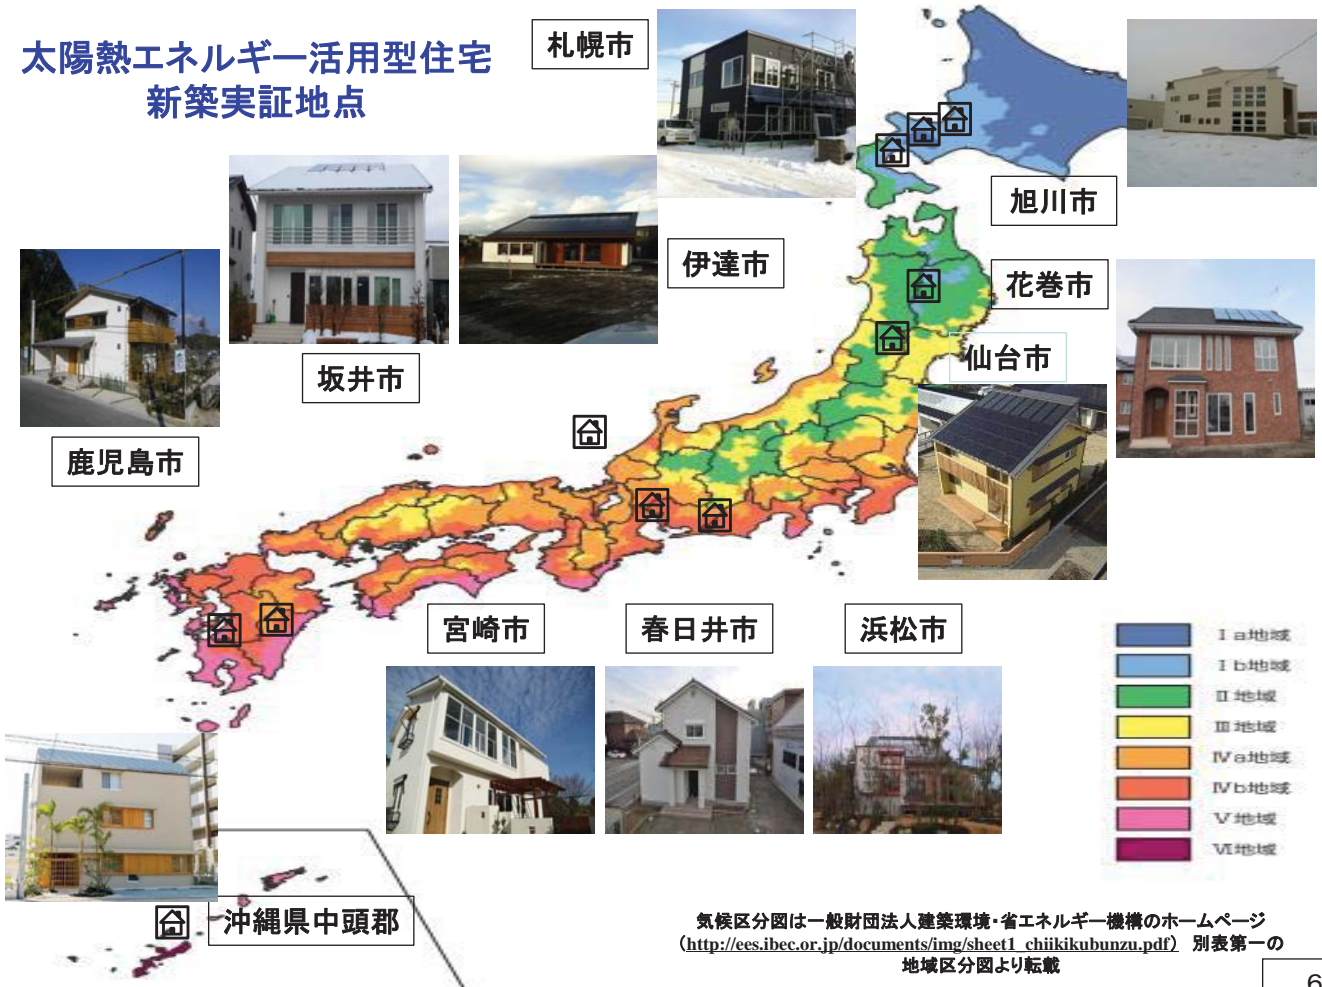 太陽熱エネルギー活用型住宅
新築実証地点
札幌市
旭川市
伊達市
花巻市
仙台市
坂井市
鹿児島市
宮崎市
春日井市
浜松市
沖縄県中頭郡
Ⅰa地域
Ⅰb地域
Ⅱ地域
Ⅲ地域
Ⅳa地域
Ⅳb地域
Ⅴ地域
Ⅵ地域
気候区分図は一般財団法人建築環境・省エネルギー機構のホームページ
(http://ees.ibec.or.jp/documents/img/sheet1_chiikikubunzu.pdf) 別表第一の
地域区分図より転載
6